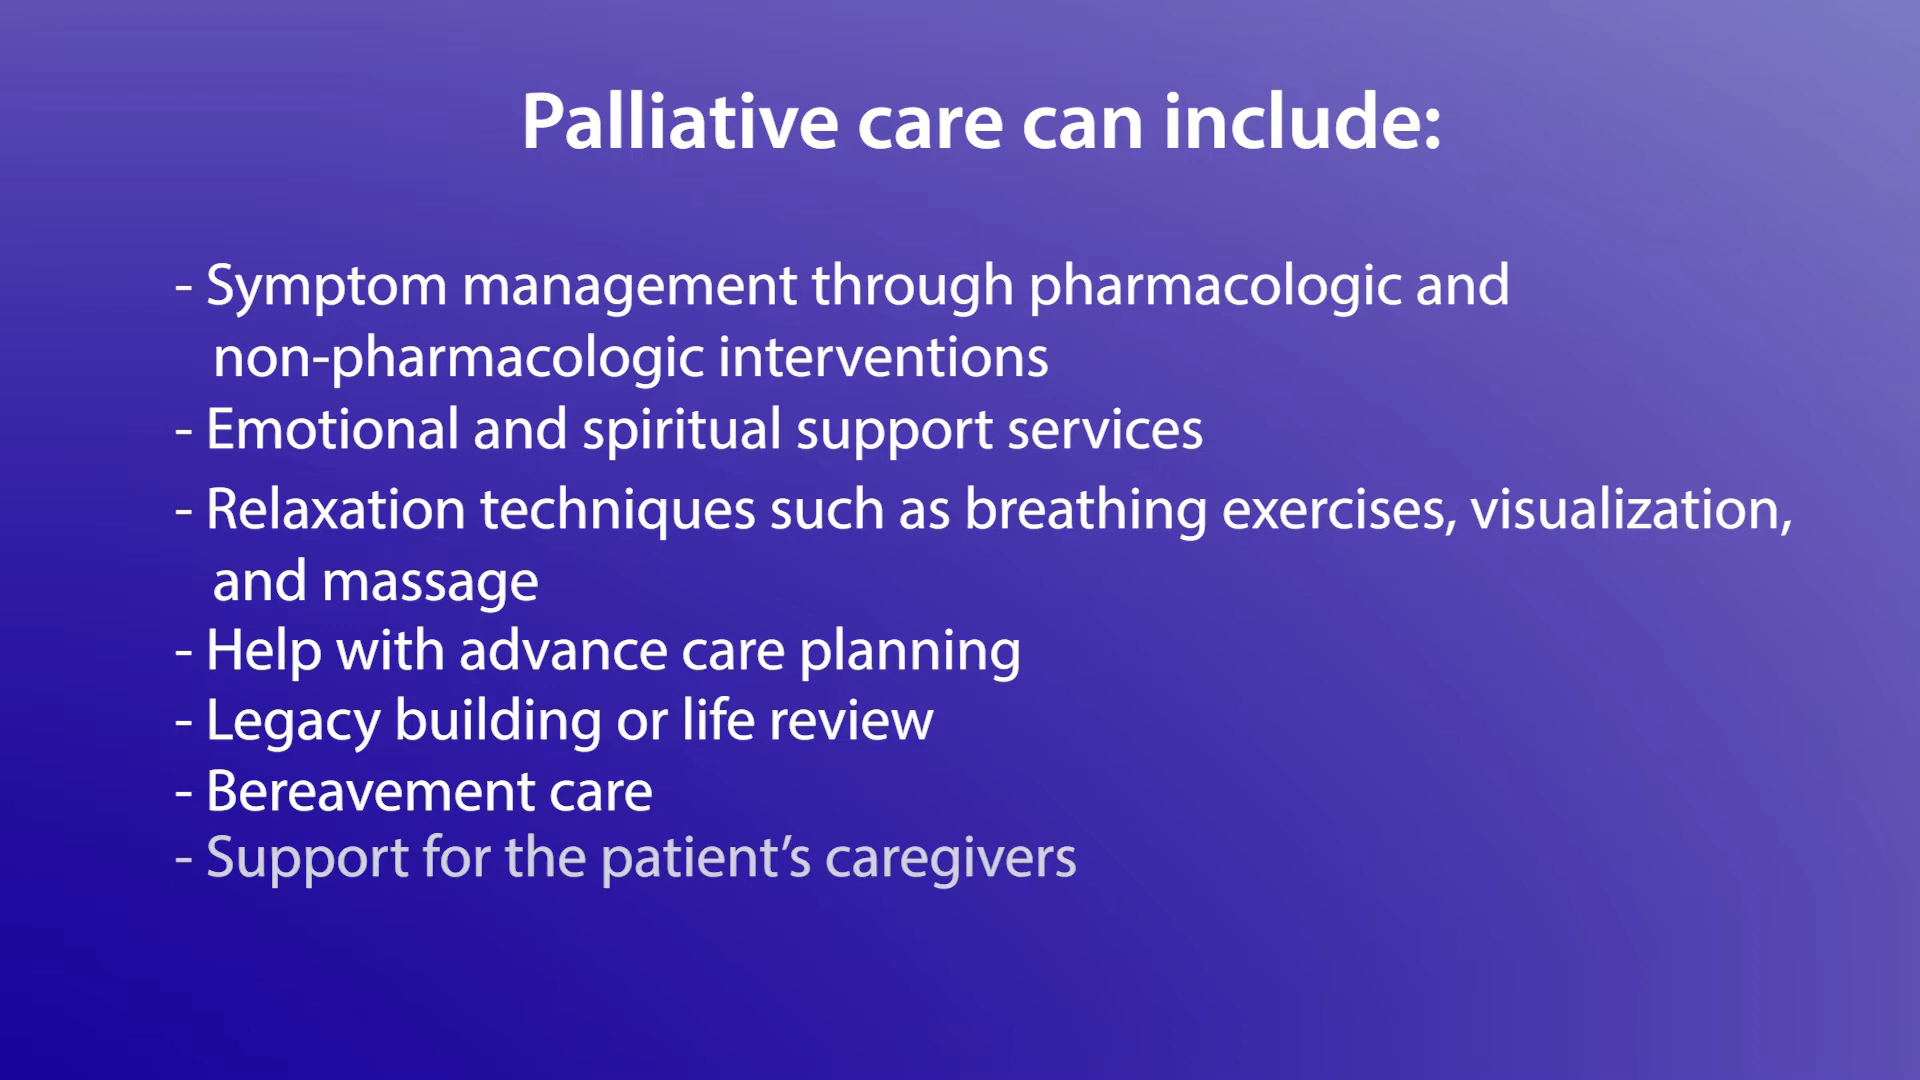 Palliative care can include:
- Symptom management through pharmacologic and
non-pharmacologic interventions
- Emotional and spiritual support services
- Relaxation techniques such as breathing exercises, visualization,
and massage
- Help with advance care planning
- Legacy building or life review
- Bereavement care
- Support for the patient’s caregivers